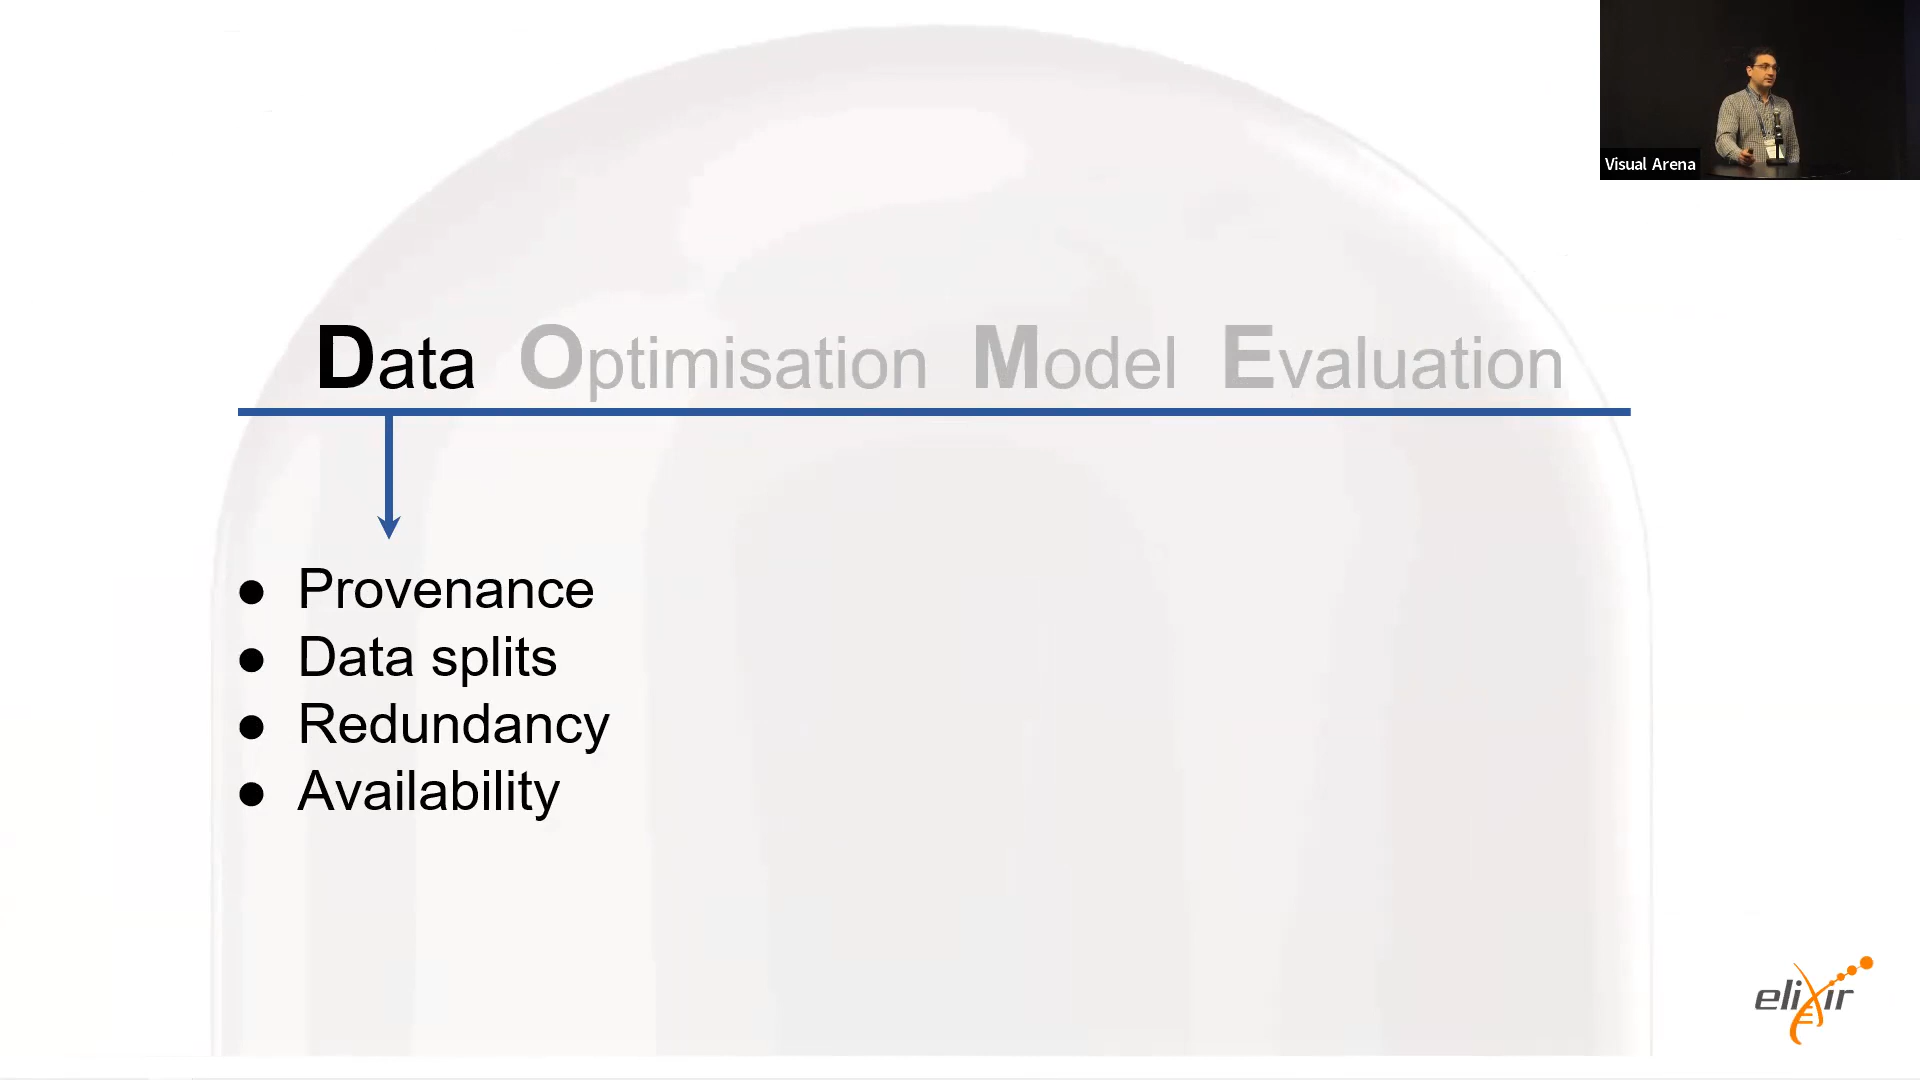 Visual Arena
Data Optimisation Model Evaluation
● Provenance
● Data splits
● Redundancy
● Availability
elixir